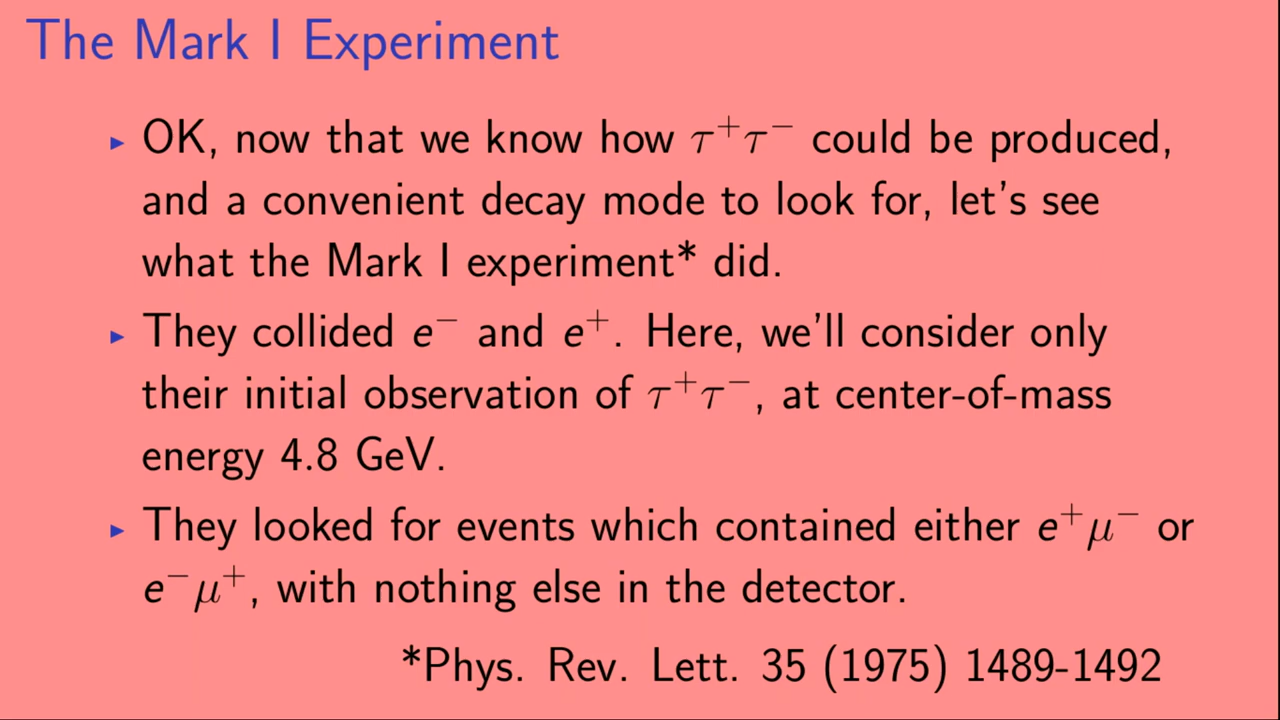 The Mark I Experiment
▸ OK, now that we know how τ⁺τ⁻ could be produced,
and a convenient decay mode to look for, let's see
what the Mark I experiment* did.
▸ They collided e⁻ and e⁺. Here, we'll consider only
their initial observation of τ⁺τ⁻, at center-of-mass
energy 4.8 GeV.
▸ They looked for events which contained either e⁺μ⁻ or
e⁻μ⁺, with nothing else in the detector.
*Phys. Rev. Lett. 35 (1975) 1489-1492